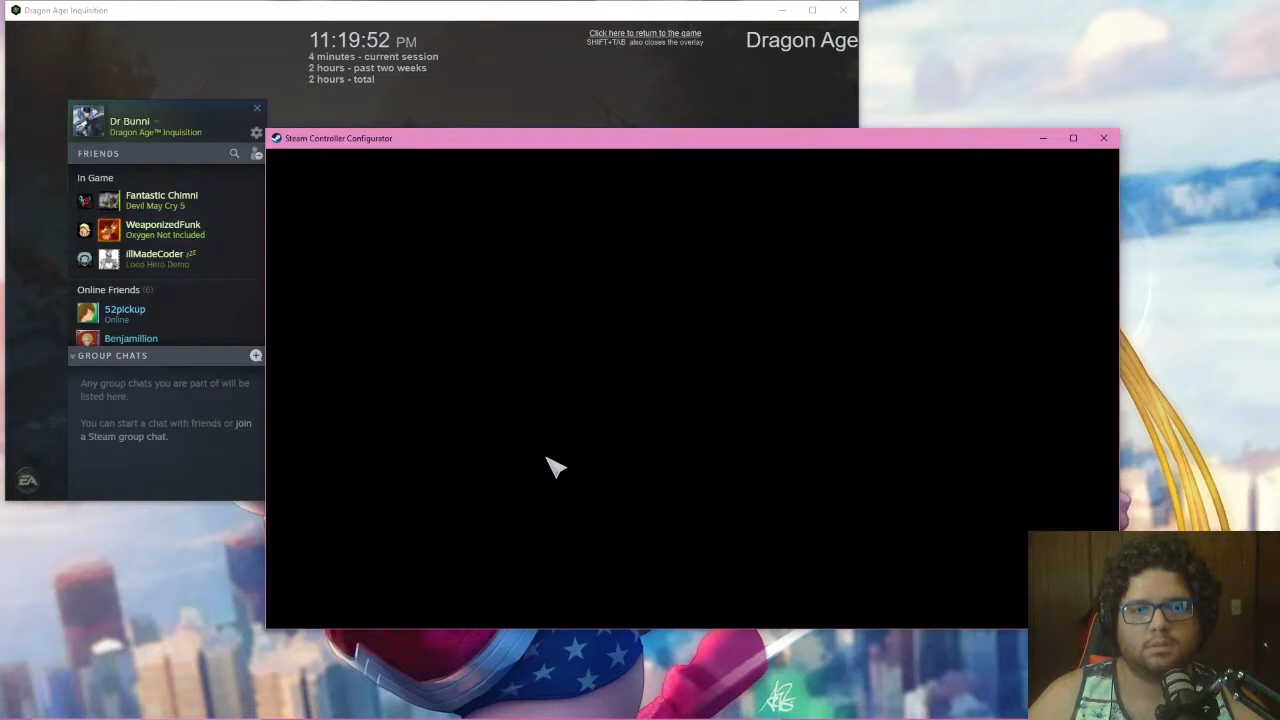 Dragon Age: Inquisition
11:19:52 PM
4 minutes - current session
2 hours - past two weeks
2 hours - total
Click here to return to the game
SHIFT+TAB also closes the overlay
Dragon Age
Dr Bunni
Dragon Age™ Inquisition
FRIENDS
In Game
Fantastic Chimni
Devil May Cry 5
WeaponizedFunk
Oxygen Not Included
illMadeCoder zzZ
Loop Hero Demo
Online Friends (6)
52pickup
Online
Benjamillion
GROUP CHATS
Any group chats you are part of will be
listed here.
You can start a chat with friends or join
a Steam group chat.
EA
Steam Controller Configurator